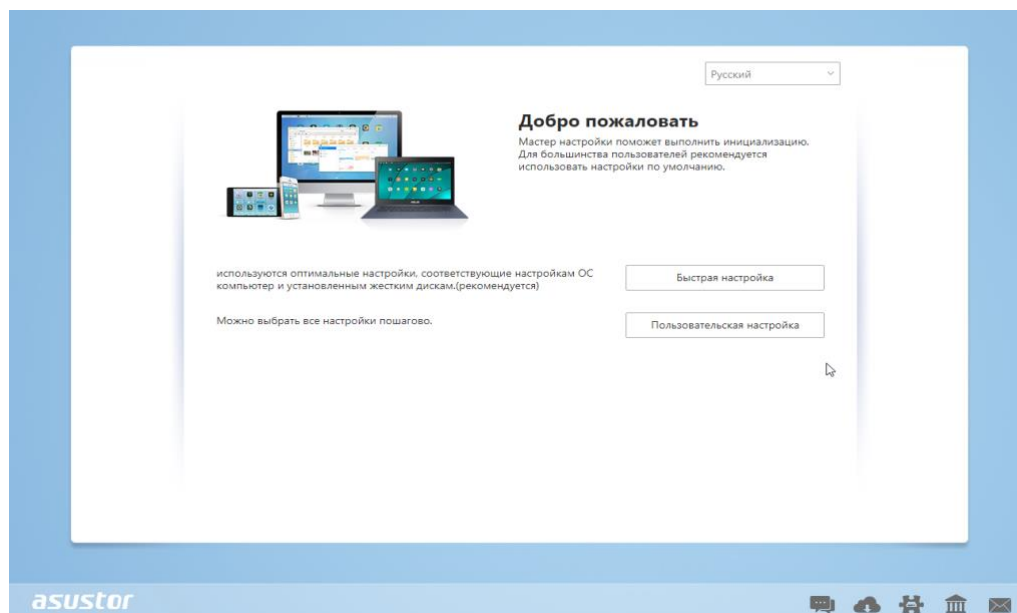 Русский
Добро пожаловать
Мастер настройки поможет выполнить инициализацию.
Для большинства пользователей рекомендуется
использовать настройки по умолчанию.
используются оптимальные настройки, соответствующие настройкам ОС
компьютер и установленным жестким дискам.(рекомендуется)
Быстрая настройка
Можно выбрать все настройки пошагово.
Пользовательская настройка
asustor